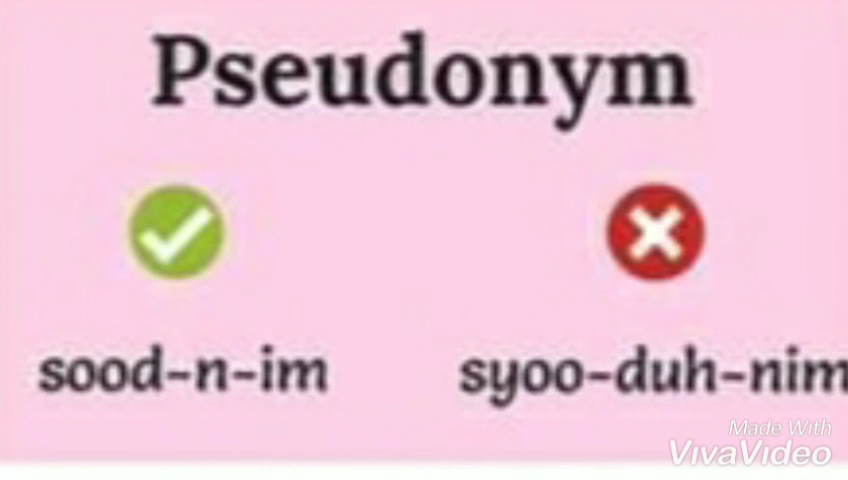 Pseudonym
sood-n-im
syoo-duh-nim
Made With
VivaVideo